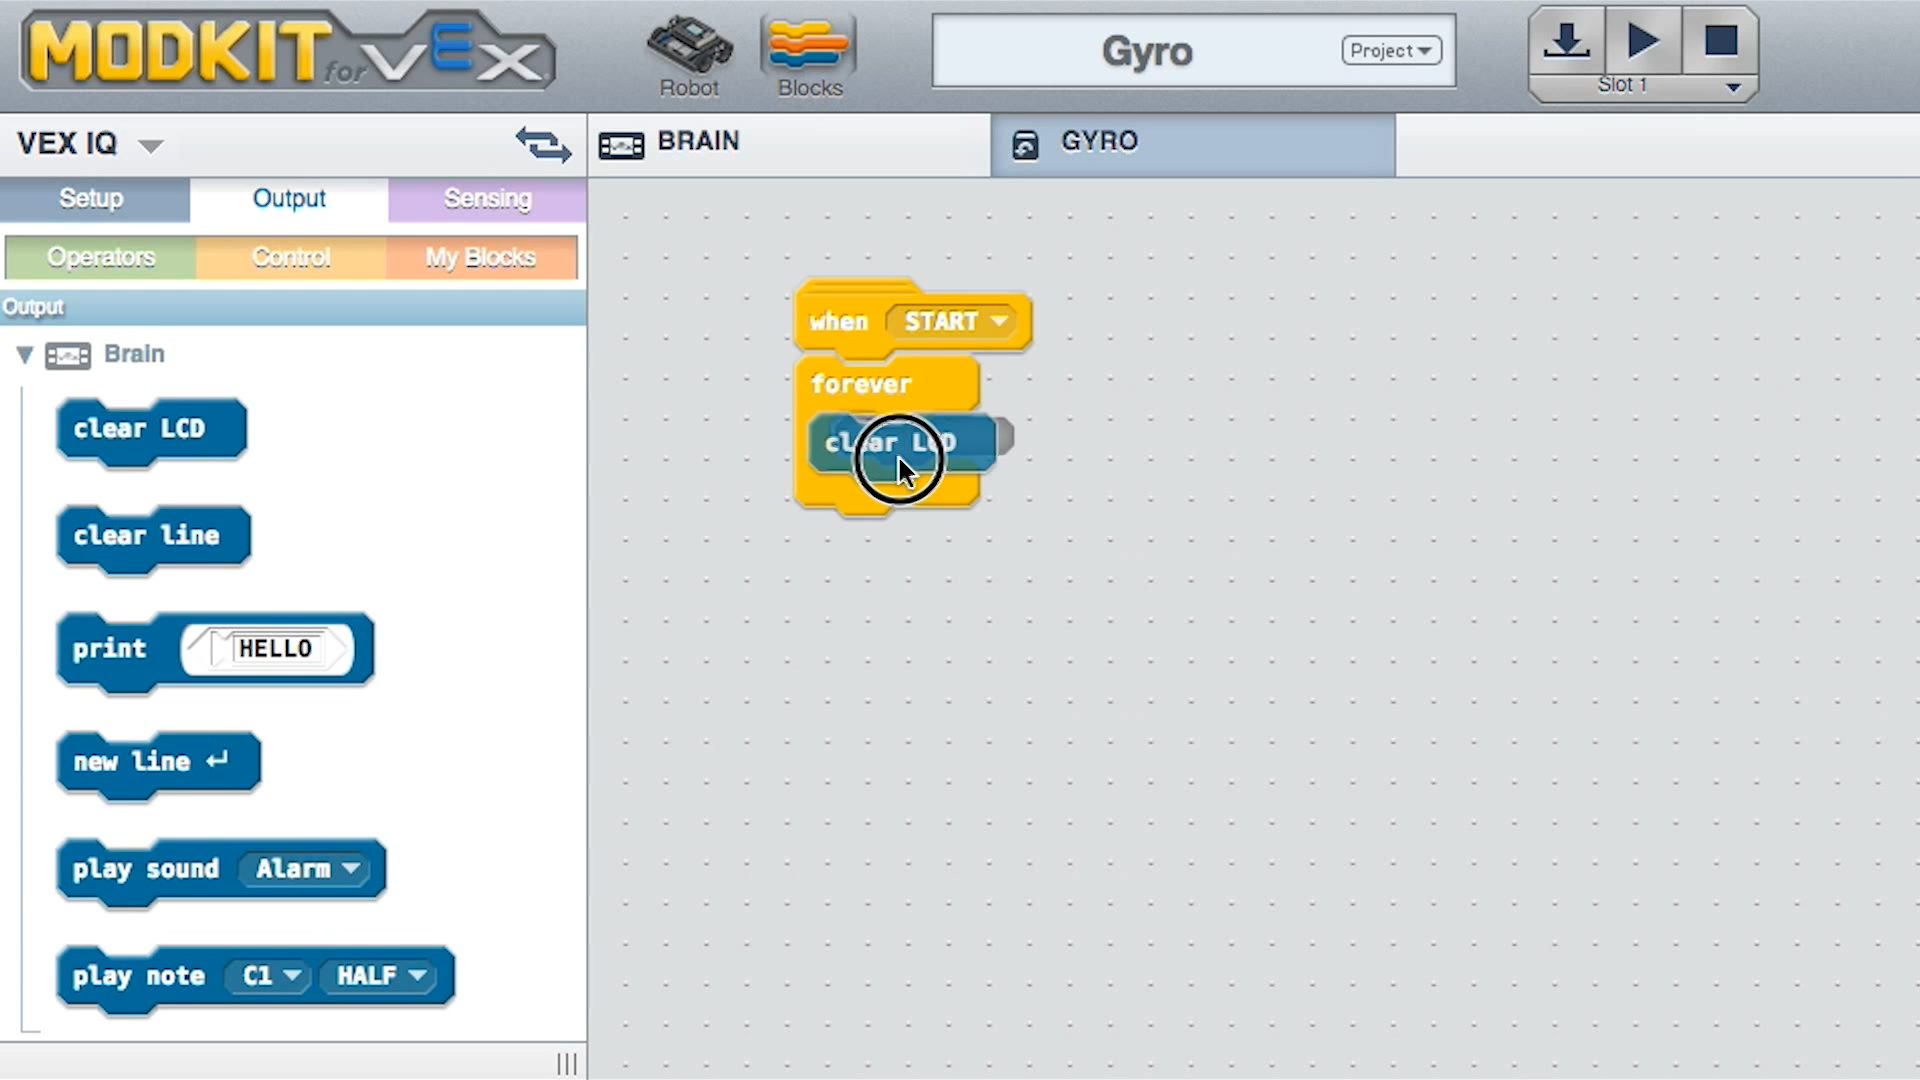 MODKIT for VEX
Robot
Blocks
Gyro
Project
Slot 1
VEX IQ
BRAIN
GYRO
Setup
Output
Sensing
Operators
Control
My Blocks
Output
Brain
clear LCD
clear line
print HELLO
new line ↵
play sound Alarm
play note C1 HALF
when START
forever
clear LCD